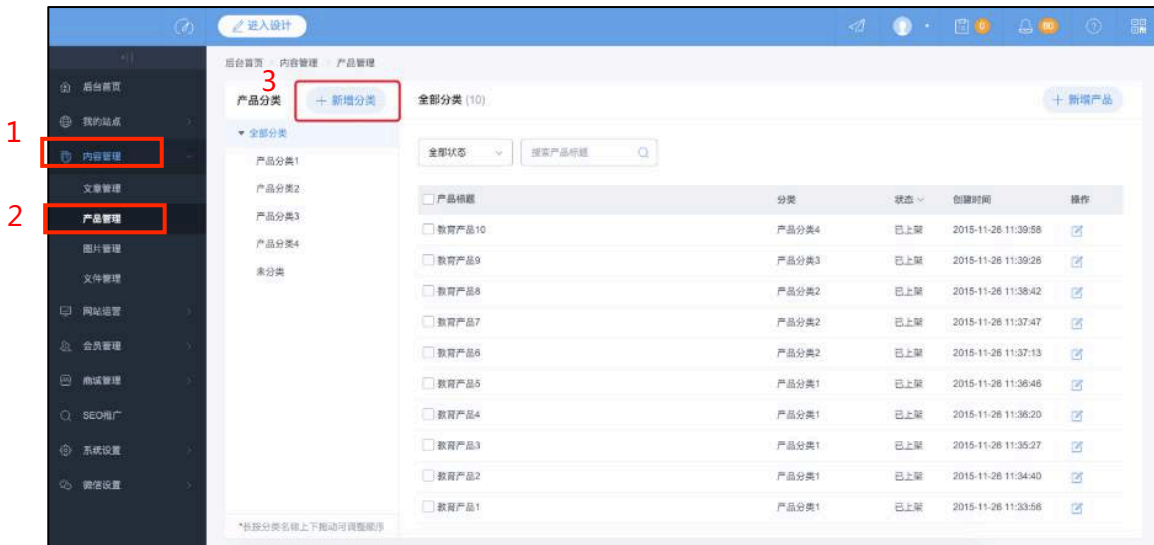 进入设计
0
60
后台首页
我的站点
1
内容管理
文章管理
2
产品管理
图片管理
文件管理
网站运营
会员管理
商城管理
SEO推广
系统设置
微信设置
后台首页 内容管理 产品管理
3
产品分类 + 新增分类
全部分类
产品分类1
产品分类2
产品分类3
产品分类4
未分类
*长按分类名称上下拖动可调整顺序
全部分类 (10) + 新增产品
全部状态 搜索产品标题
产品标题 分类 状态 创建时间 操作
教育产品10 产品分类4 已上架 2015-11-26 11:39:58
教育产品9 产品分类3 已上架 2015-11-26 11:39:26
教育产品8 产品分类2 已上架 2015-11-26 11:38:42
教育产品7 产品分类2 已上架 2015-11-26 11:37:47
教育产品6 产品分类2 已上架 2015-11-26 11:37:13
教育产品5 产品分类1 已上架 2015-11-26 11:36:46
教育产品4 产品分类1 已上架 2015-11-26 11:36:20
教育产品3 产品分类1 已上架 2015-11-26 11:35:27
教育产品2 产品分类1 已上架 2015-11-26 11:34:40
教育产品1 产品分类1 已上架 2015-11-26 11:33:56